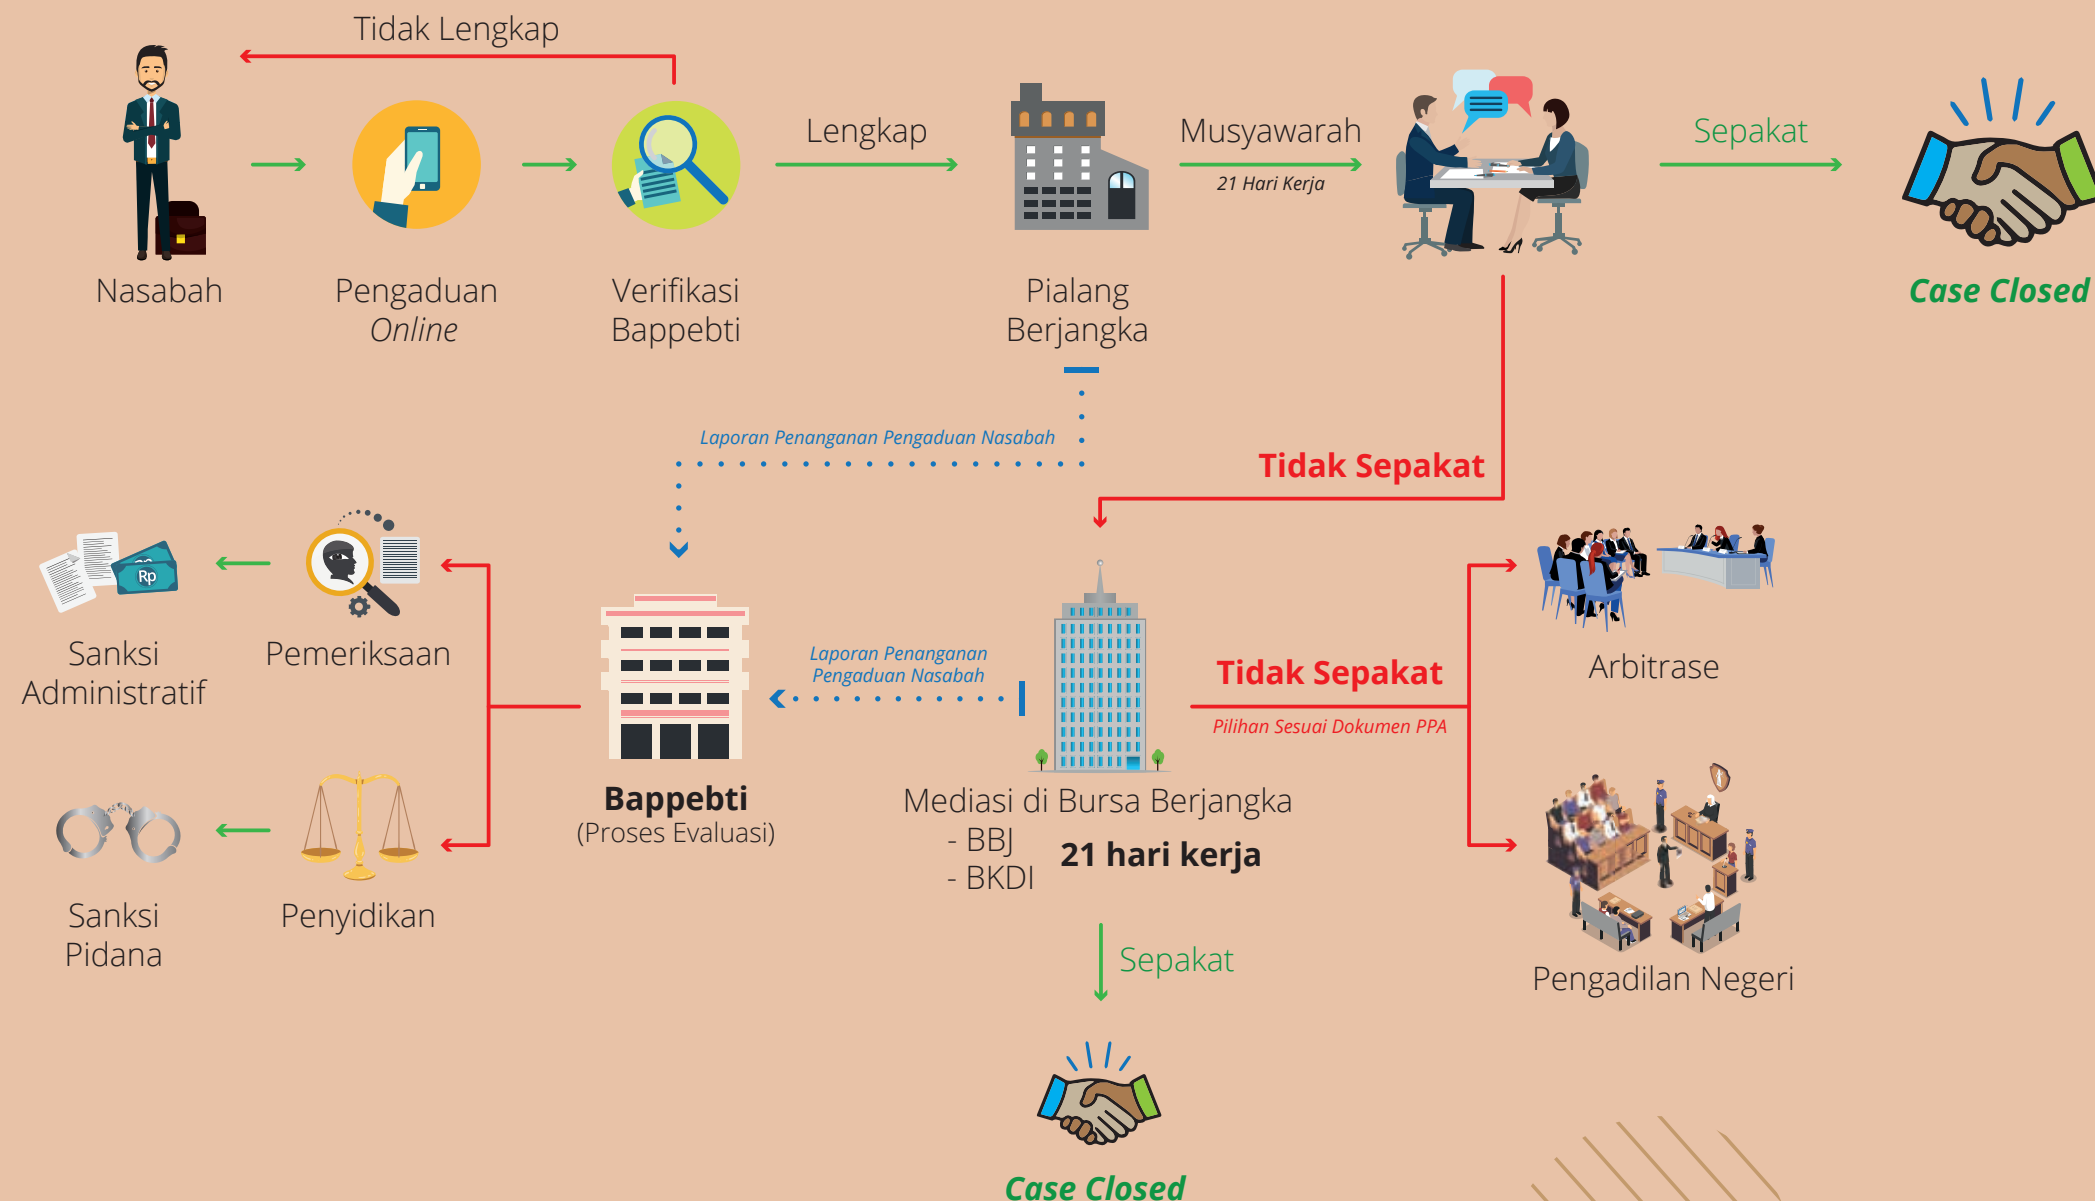 Tidak Lengkap
Nasabah
Pengaduan
Online
Verifikasi
Bappebti
Lengkap
Pialang
Berjangka
Musyawarah
21 Hari Kerja
Sepakat
Case Closed
Laporan Penanganan Pengaduan Nasabah
Tidak Sepakat
Rp
Sanksi
Administratif
Pemeriksaan
Sanksi
Pidana
Penyidikan
Bappebti
(Proses Evaluasi)
Laporan Penanganan
Pengaduan Nasabah
Mediasi di Bursa Berjangka
- BBJ
- BKDI
21 hari kerja
Tidak Sepakat
Pilihan Sesuai Dokumen PPA
Arbitrase
Pengadilan Negeri
Sepakat
Case Closed